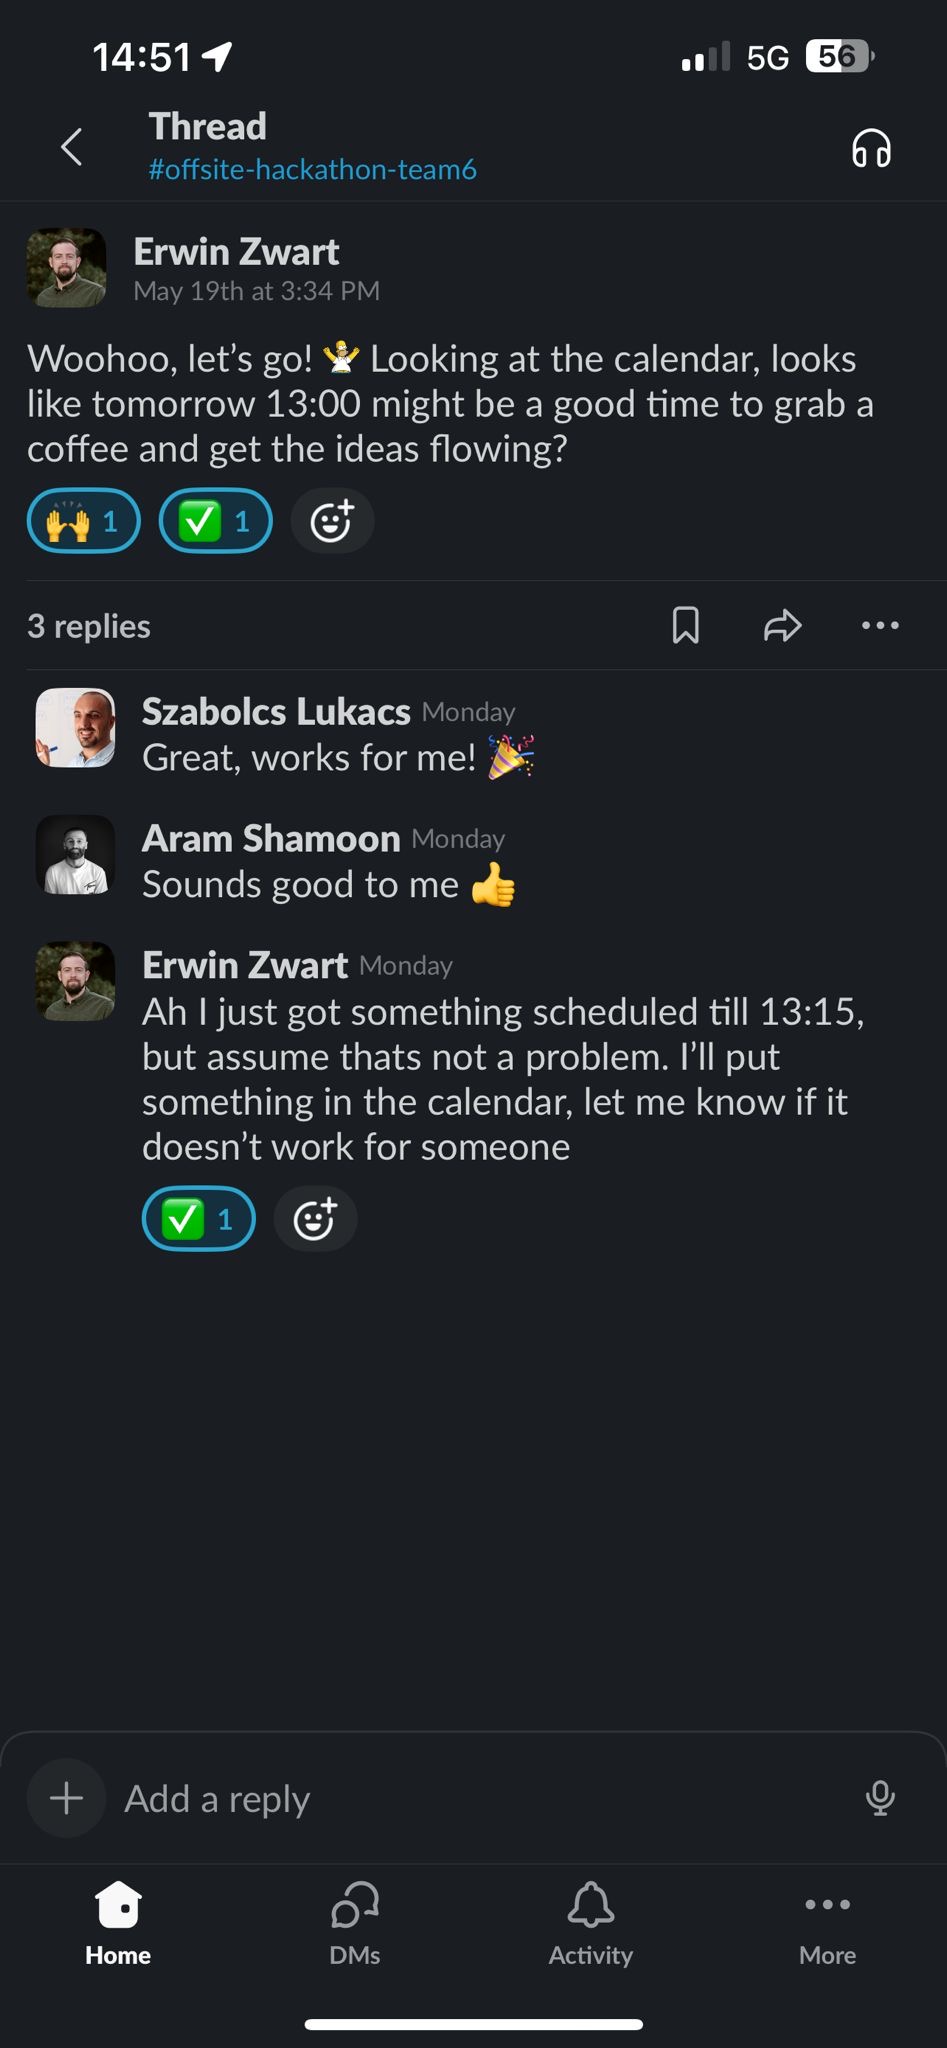 14:51
5G 56
Thread
#offsite-hackathon-team6
Erwin Zwart
May 19th at 3:34 PM
Woohoo, let’s go! Looking at the calendar, looks
like tomorrow 13:00 might be a good time to grab a
coffee and get the ideas flowing?
1 1
3 replies
Szabolcs Lukacs Monday
Great, works for me! 🎉
Aram Shamoon Monday
Sounds good to me 👍
Erwin Zwart Monday
Ah I just got something scheduled till 13:15,
but assume thats not a problem. I’ll put
something in the calendar, let me know if it
doesn’t work for someone
1
Add a reply
Home DMs Activity More